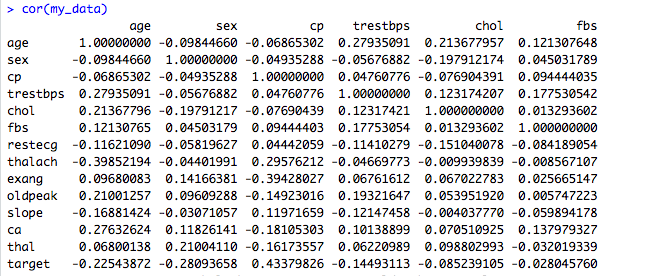 > cor(my_data)
age sex cp trestbps chol fbs
age 1.00000000 -0.09844660 -0.06865302 0.27935091 0.213677957 0.121307648
sex -0.09844660 1.00000000 -0.04935288 -0.05676882 -0.197912174 0.045031789
cp -0.06865302 -0.04935288 1.00000000 0.04760776 -0.076904391 0.094444035
trestbps 0.27935091 -0.05676882 0.04760776 1.00000000 0.123174207 0.177530542
chol 0.21367796 -0.19791217 -0.07690439 0.12317421 1.000000000 0.013293602
fbs 0.12130765 0.04503179 0.09444403 0.17753054 0.013293602 1.000000000
restecg -0.11621090 -0.05819627 0.04442059 -0.11410279 -0.151040078 -0.084189054
thalach -0.39852194 -0.04401991 0.29576212 -0.04669773 -0.009939839 -0.008567107
exang 0.09680083 0.14166381 -0.39428027 0.06761612 0.067022783 0.025665147
oldpeak 0.21001257 0.09609288 -0.14923016 0.19321647 0.053951920 0.005747223
slope -0.16881424 -0.03071057 0.11971659 -0.12147458 -0.004037770 -0.059894178
ca 0.27632624 0.11826141 -0.18105303 0.10138899 0.070510925 0.137979327
thal 0.06800138 0.21004110 -0.16173557 0.06220989 0.098802993 -0.032019339
target -0.22543872 -0.28093658 0.43379826 -0.14493113 -0.085239105 -0.028045760